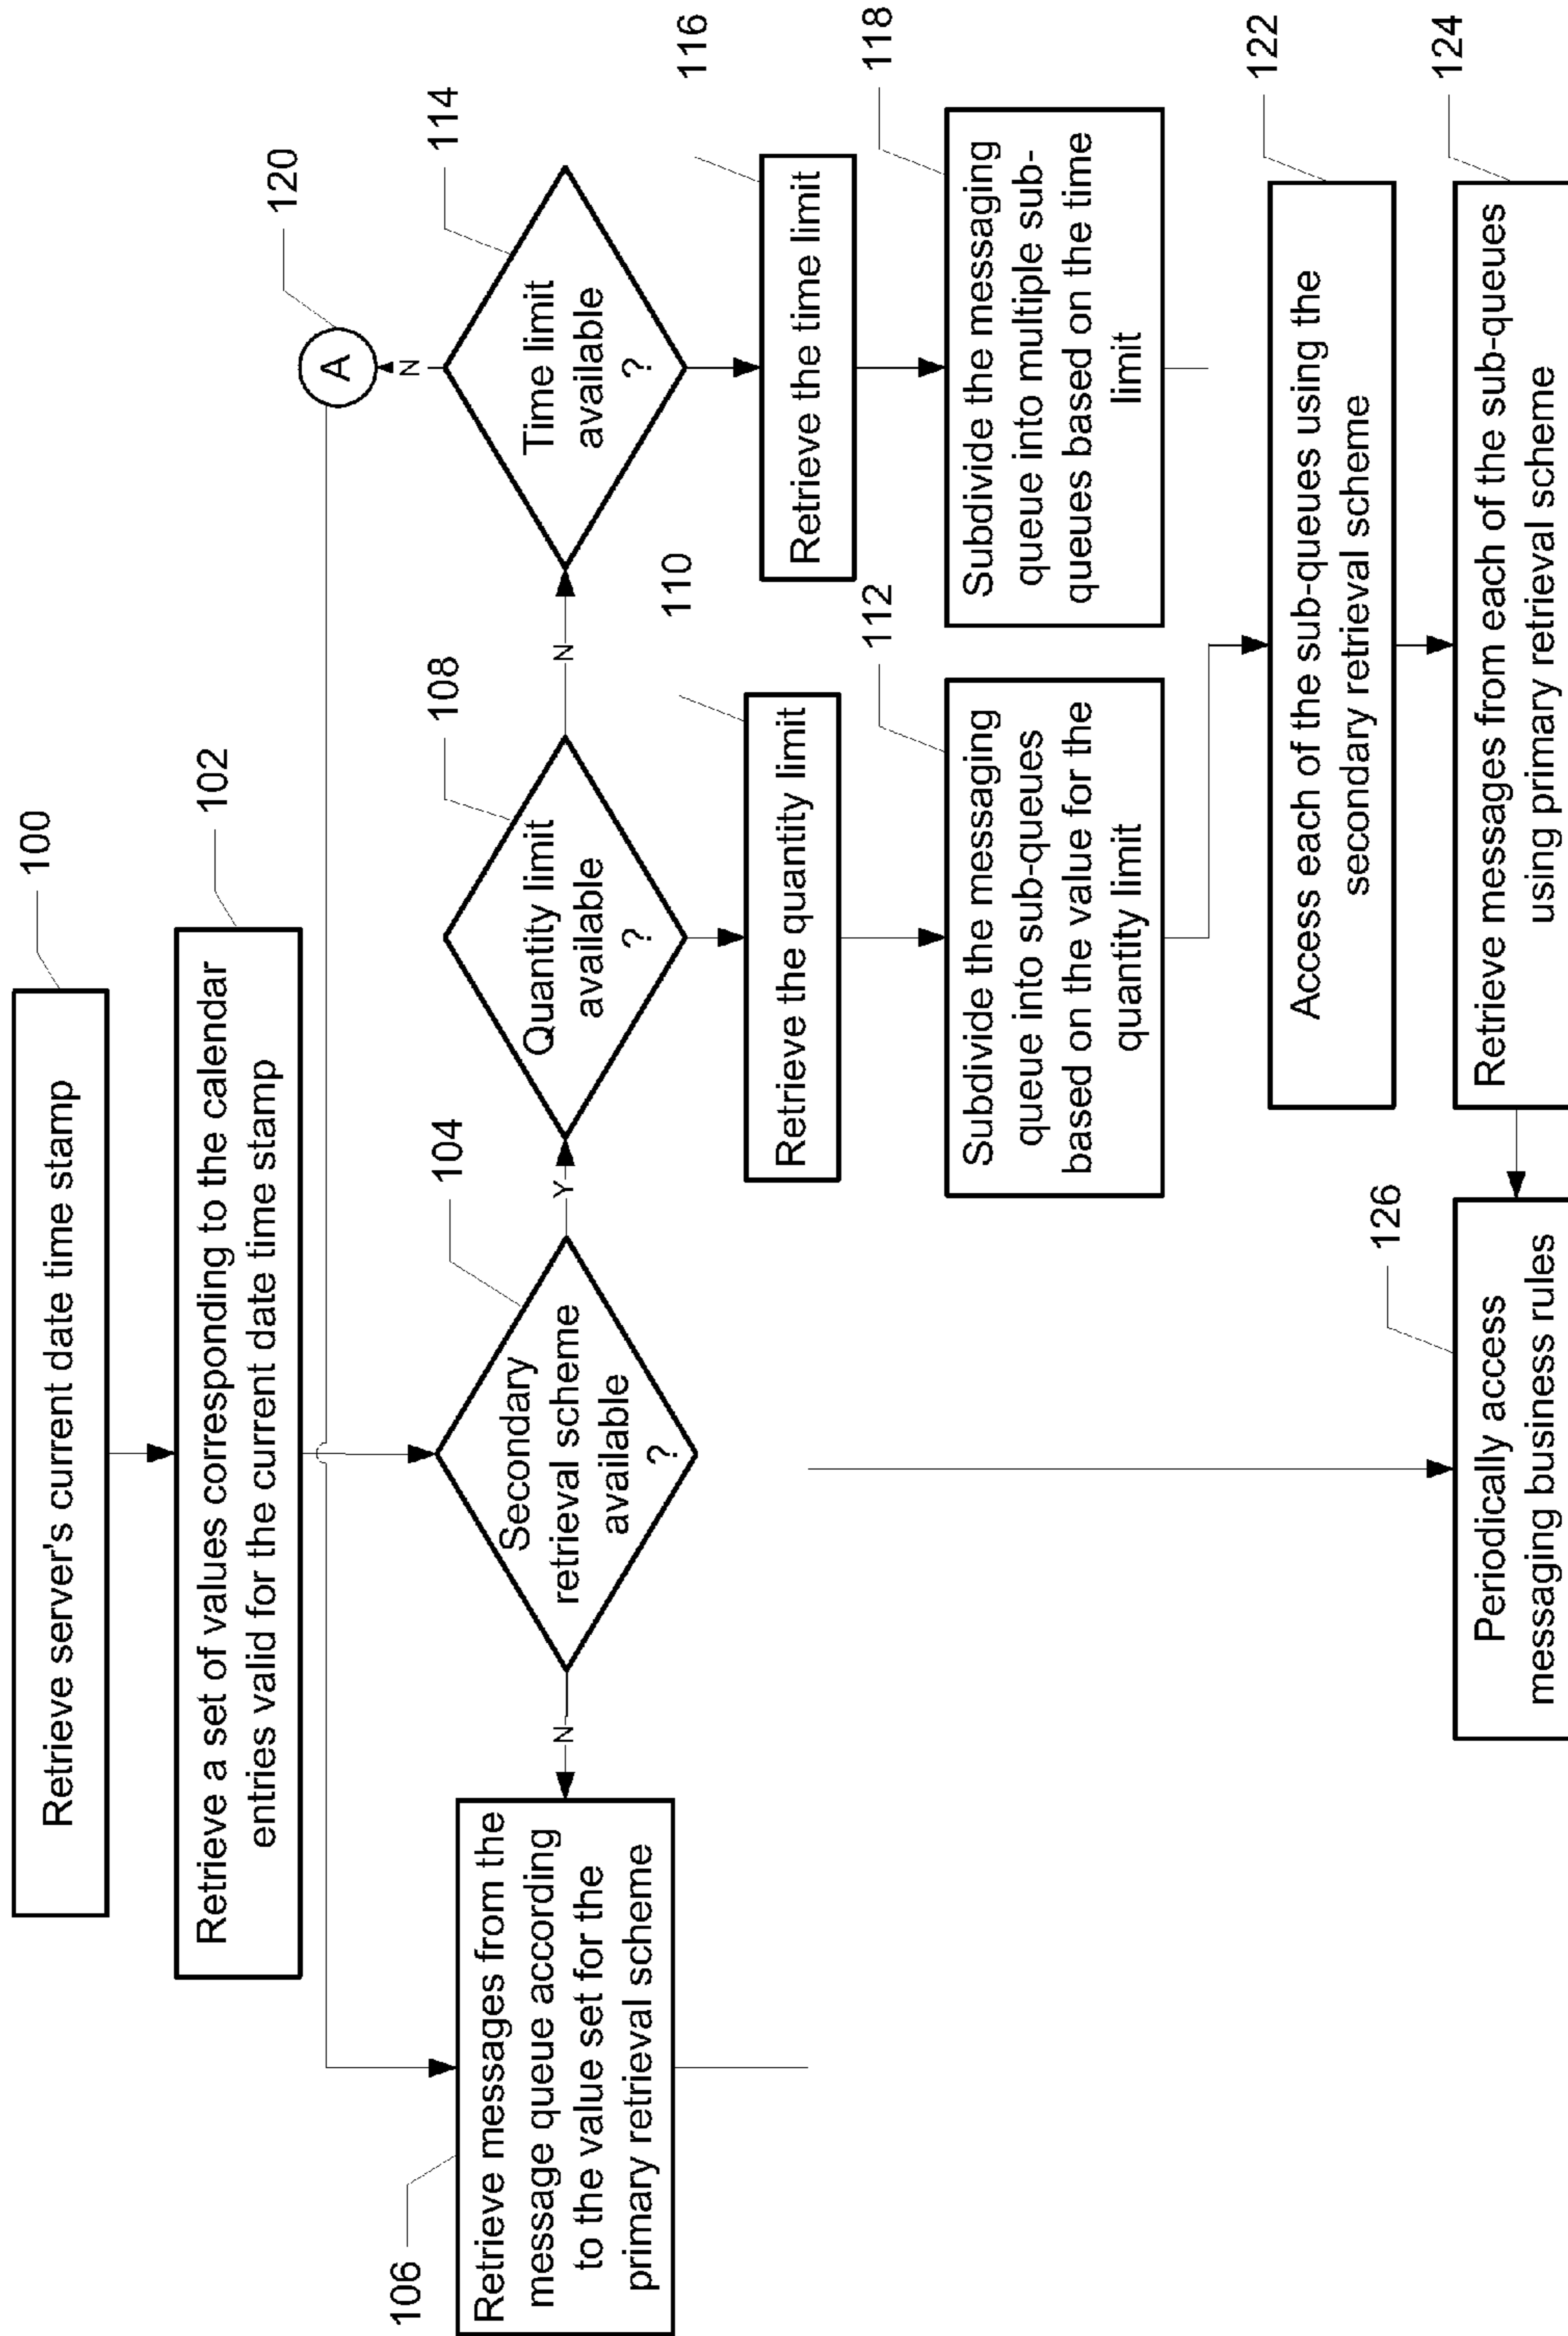 100
Retrieve server's current date time stamp
102
Retrieve a set of values corresponding to the calendar
entries valid for the current date time stamp
104
Secondary
retrieval scheme
available
?
N
Y
106
Retrieve messages from the
message queue according
to the value set for the
primary retrieval scheme
108
Quantity limit
available
?
N
110
Retrieve the quantity limit
112
Subdivide the messaging
queue into sub-queues
based on the value for the
quantity limit
114
Time limit
available
?
N
120
A
116
Retrieve the time limit
118
Subdivide the messaging
queue into multiple sub-
queues based on the time
limit
122
Access each of the sub-queues using the
secondary retrieval scheme
124
Retrieve messages from each of the sub-queues
using primary retrieval scheme
126
Periodically access
messaging business rules